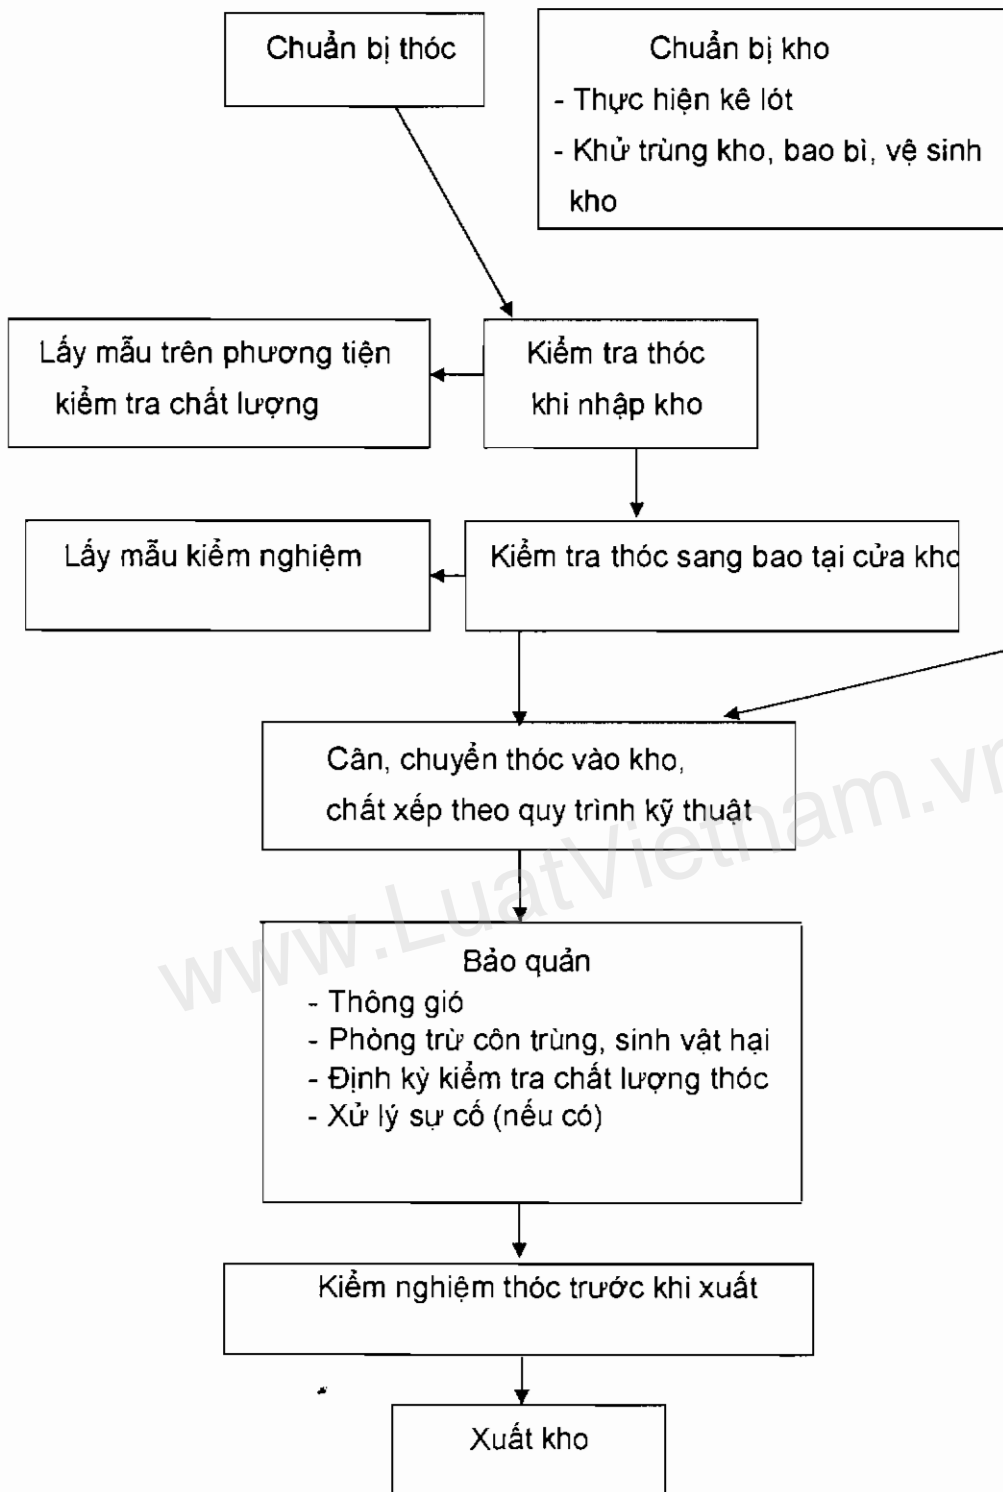 Chuẩn bị thóc
Chuẩn bị kho
- Thực hiện kê lót
- Khử trùng kho, bao bì, vệ sinh
kho
Lấy mẫu trên phương tiện
kiểm tra chất lượng
Kiểm tra thóc
khi nhập kho
Lấy mẫu kiểm nghiệm
Kiểm tra thóc sang bao tại cửa kho
Cân, chuyển thóc vào kho,
chất xếp theo quy trình kỹ thuật
www.LuatVietnam.vn
Bảo quản
- Thông gió
- Phòng trừ côn trùng, sinh vật hại
- Định kỳ kiểm tra chất lượng thóc
- Xử lý sự cố (nếu có)
Kiểm nghiệm thóc trước khi xuất
Xuất kho